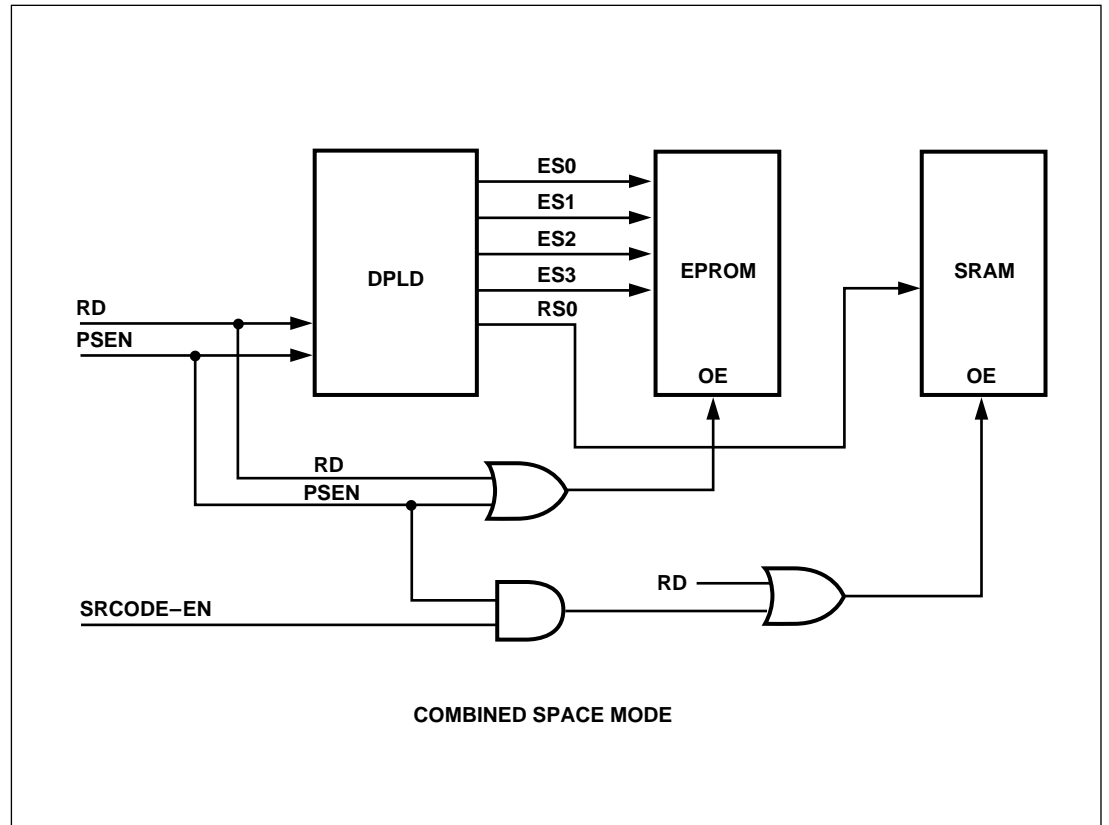 ES0
ES1
ES2
ES3
RS0
DPLD
EPROM
SRAM
RD
PSEN
OE
OE
RD
PSEN
RD
SRCODE–EN
COMBINED SPACE MODE